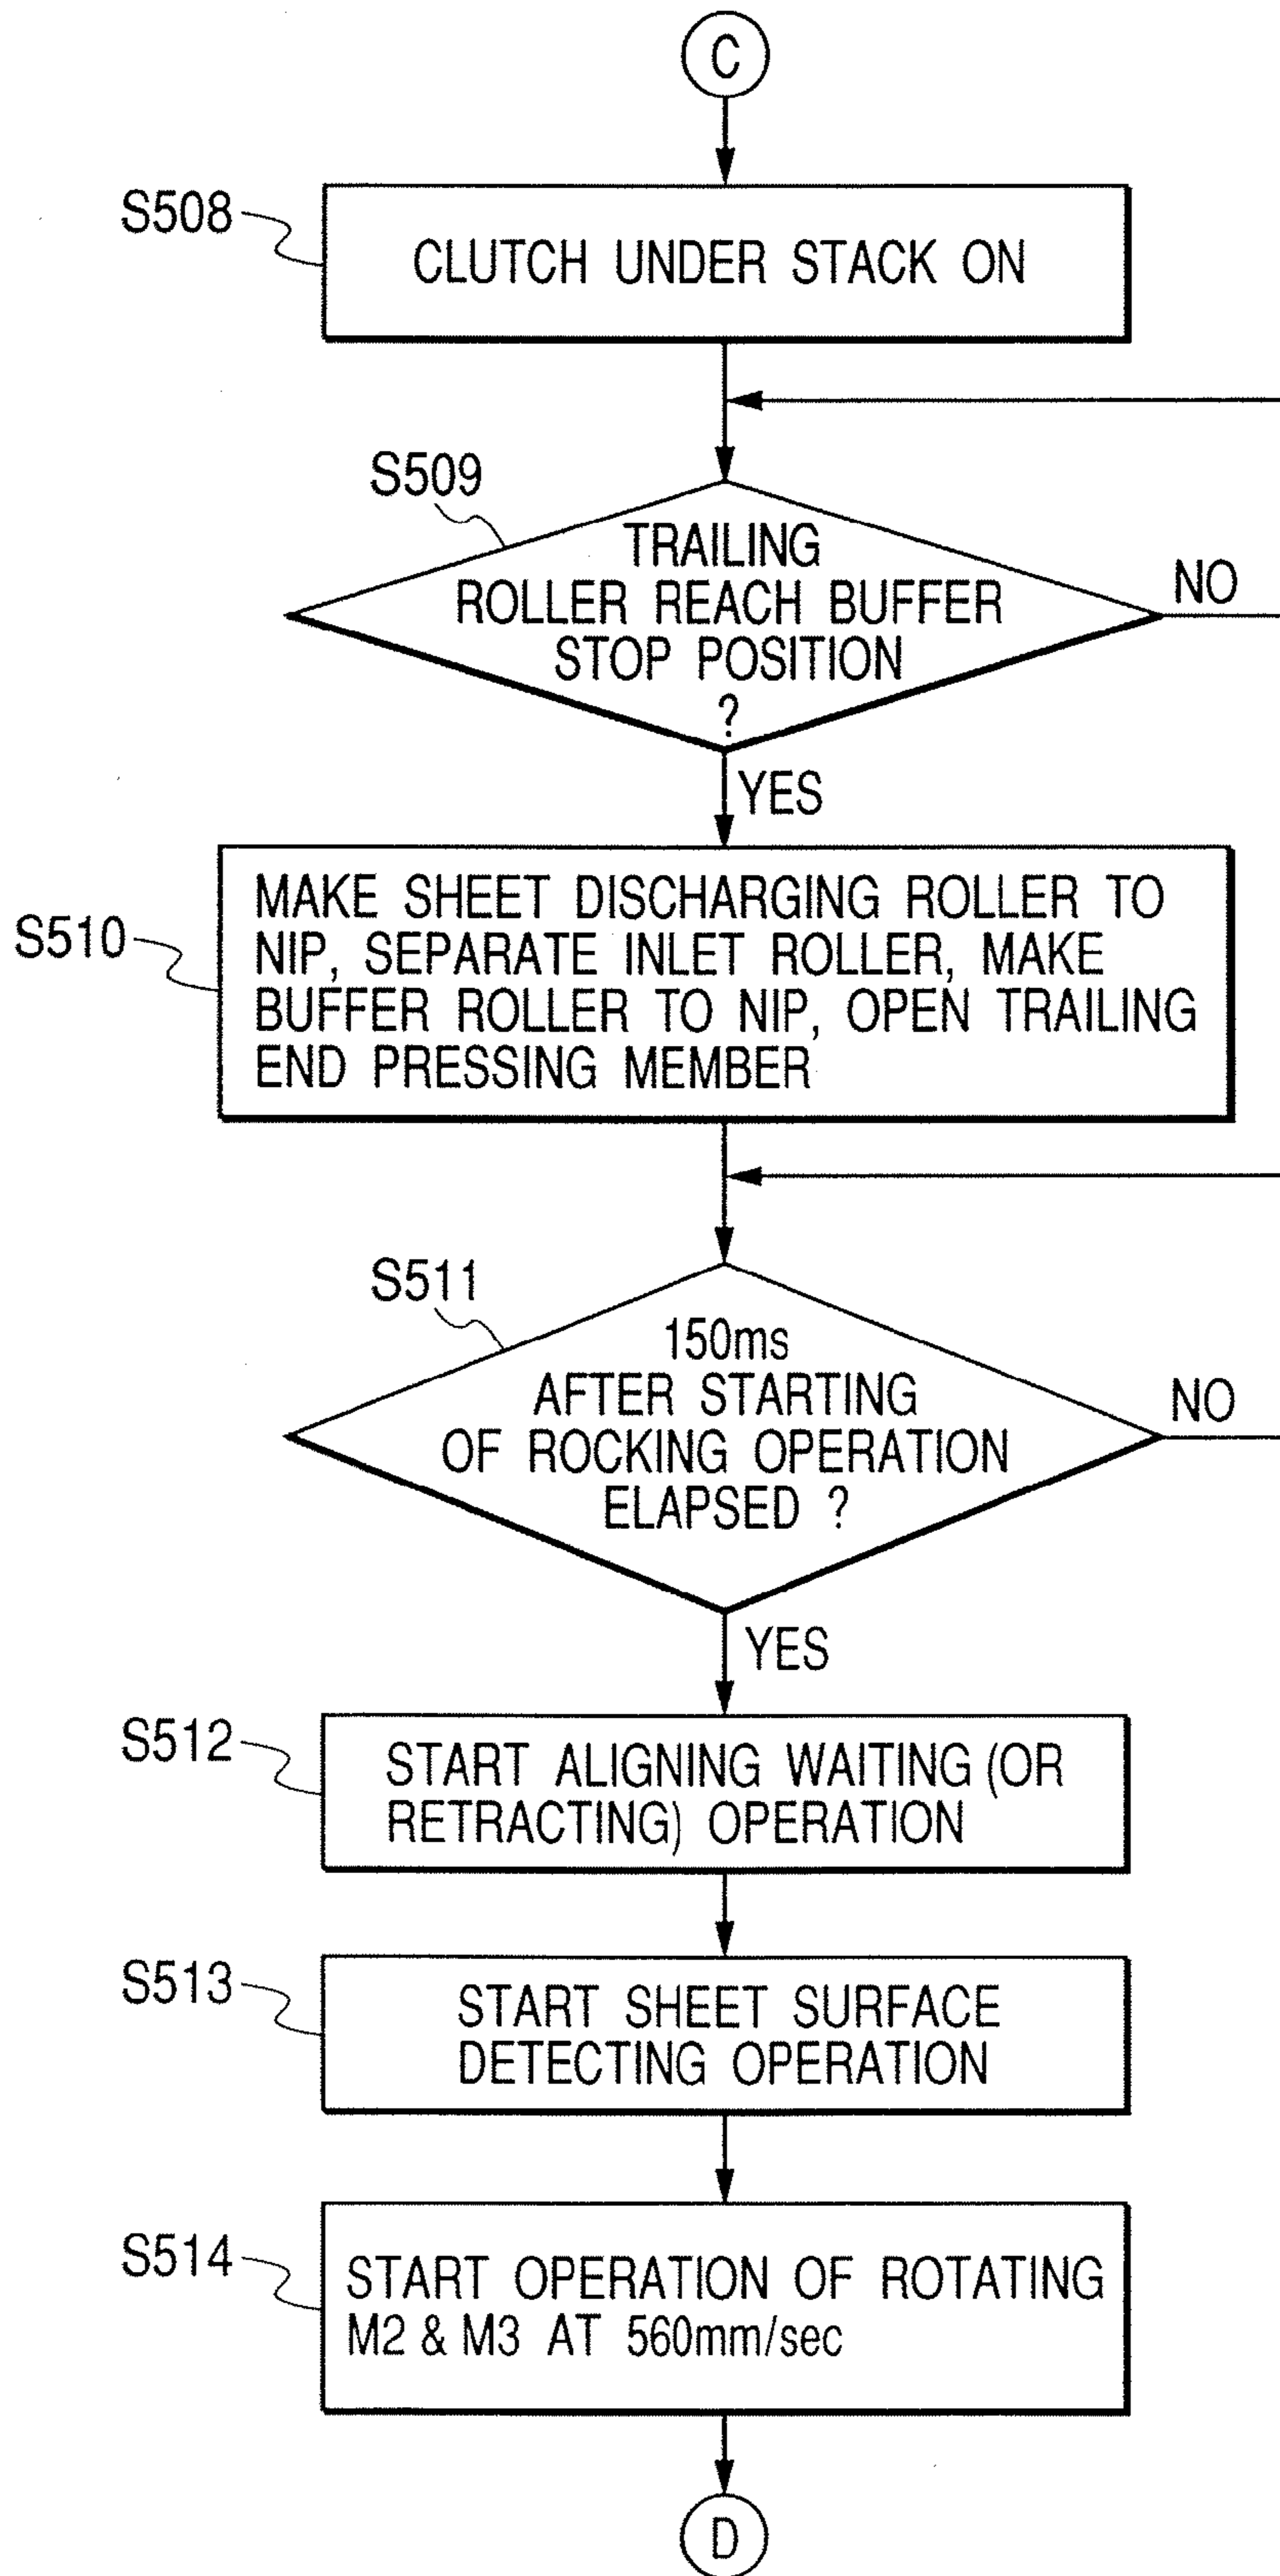 C
S508
CLUTCH UNDER STACK ON
S509
TRAILING
ROLLER REACH BUFFER
STOP POSITION
?
NO
YES
S510
MAKE SHEET DISCHARGING ROLLER TO
NIP, SEPARATE INLET ROLLER, MAKE
BUFFER ROLLER TO NIP, OPEN TRAILING
END PRESSING MEMBER
S511
150ms
AFTER STARTING
OF ROCKING OPERATION
ELAPSED ?
NO
YES
S512
START ALIGNING WAITING (OR
RETRACTING) OPERATION
S513
START SHEET SURFACE
DETECTING OPERATION
S514
START OPERATION OF ROTATING
M2 & M3 AT 560mm/sec
D